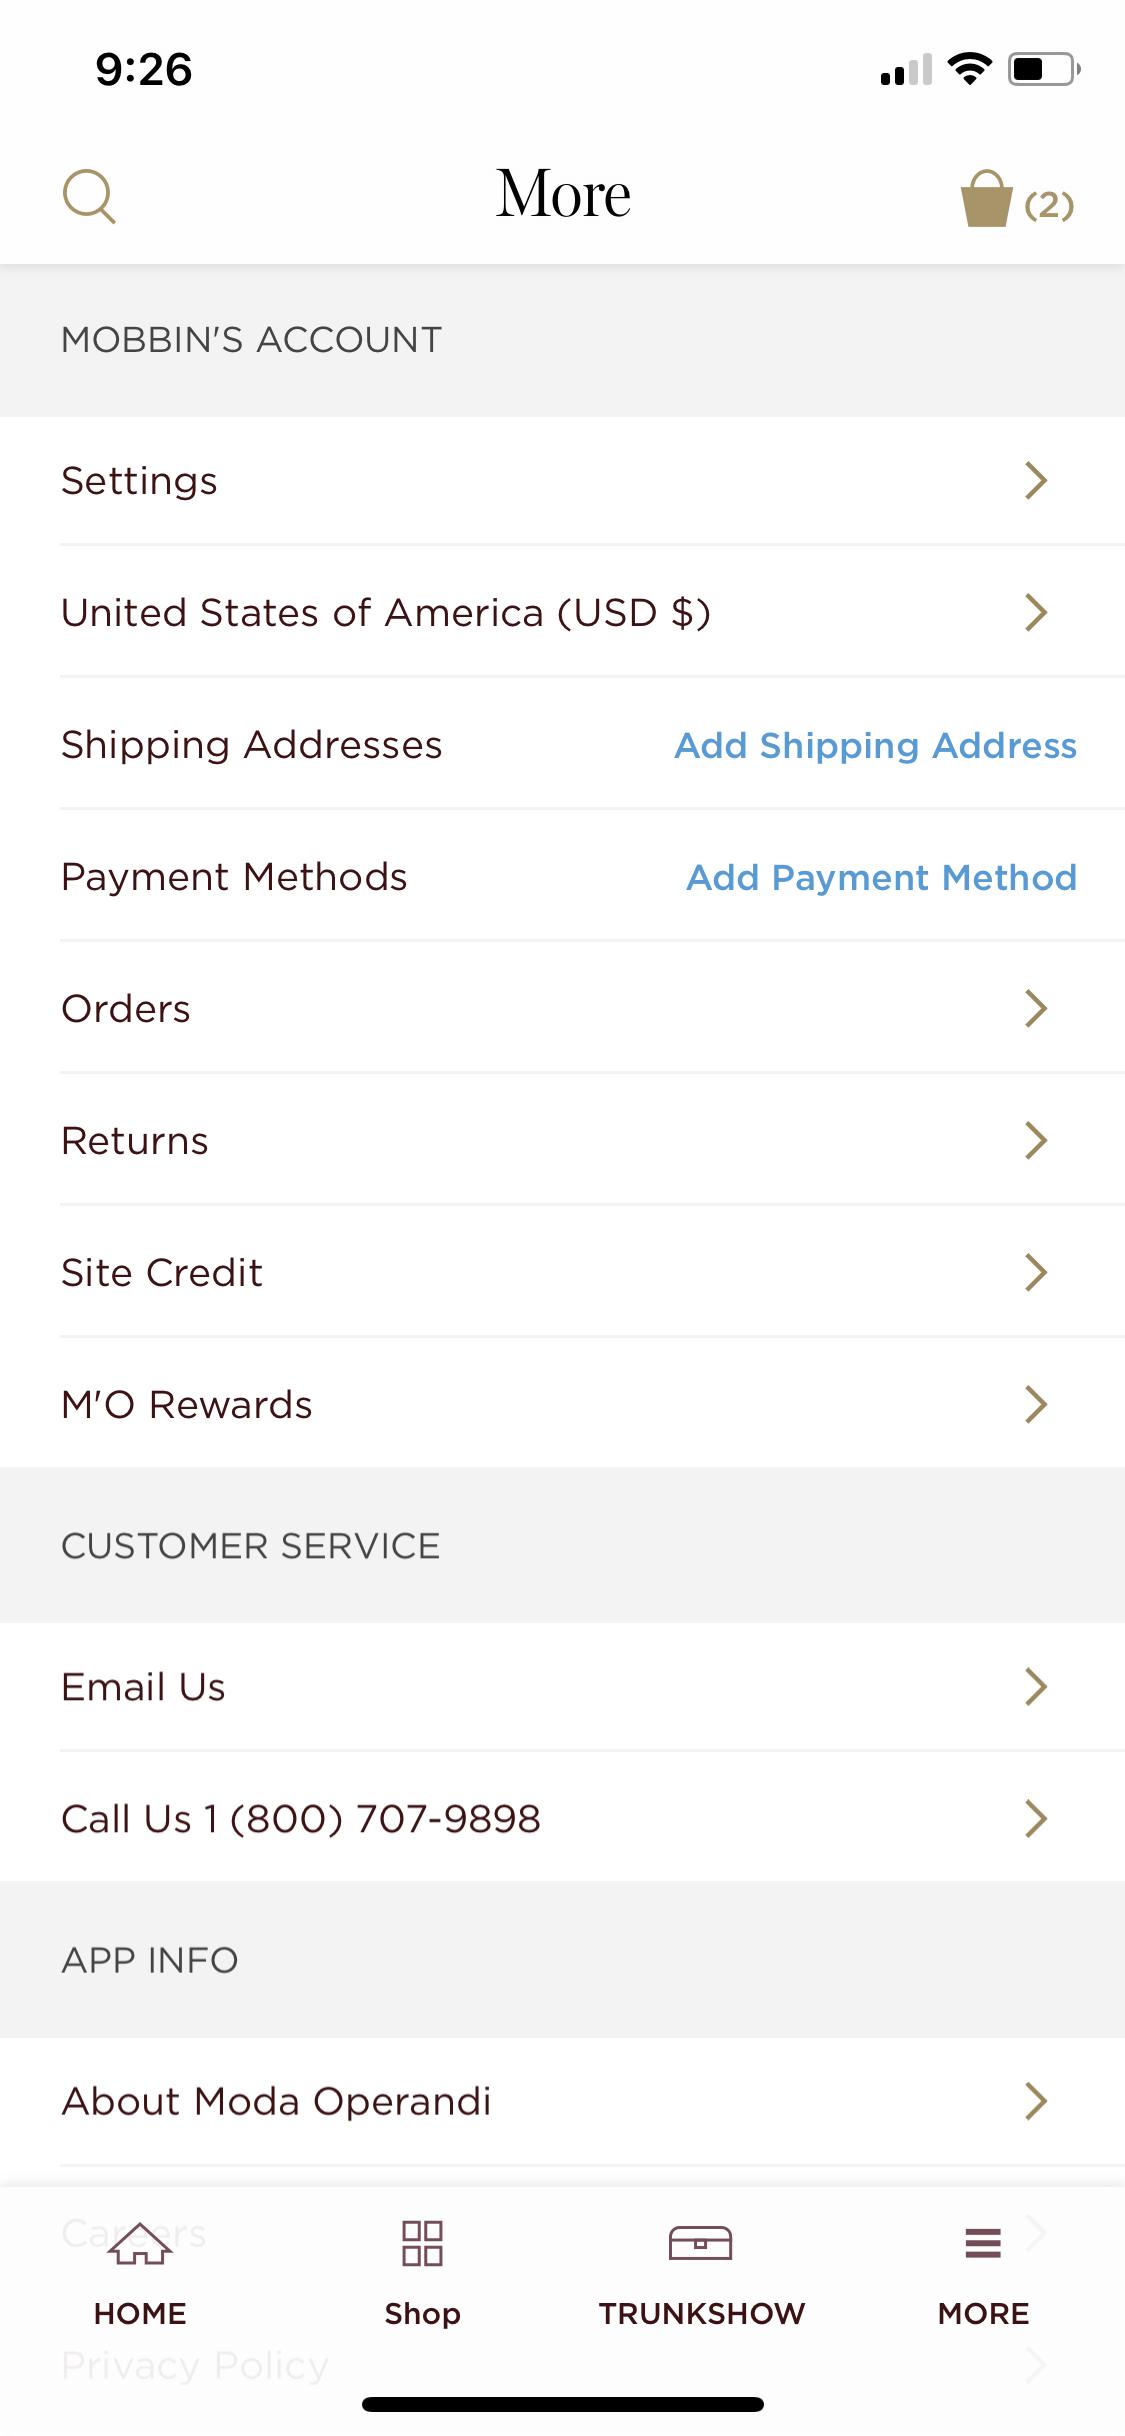 9:26
More
(2)
MOBBIN'S ACCOUNT
Settings
United States of America (USD $)
Shipping Addresses Add Shipping Address
Payment Methods Add Payment Method
Orders
Returns
Site Credit
M'O Rewards
CUSTOMER SERVICE
Email Us
Call Us 1 (800) 707-9898
APP INFO
About Moda Operandi
Careers
HOME Shop TRUNKSHOW MORE
Privacy Policy